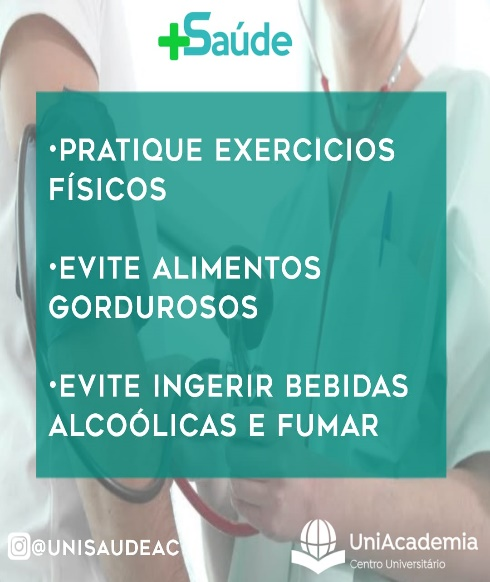 +Saúde
•PRATIQUE EXERCICIOS
FÍSICOS
•EVITE ALIMENTOS
GORDUROSOS
•EVITE INGERIR BEBIDAS
ALCOÓLICAS E FUMAR
@UNISAUDEAC
UniAcademia
Centro Universitário